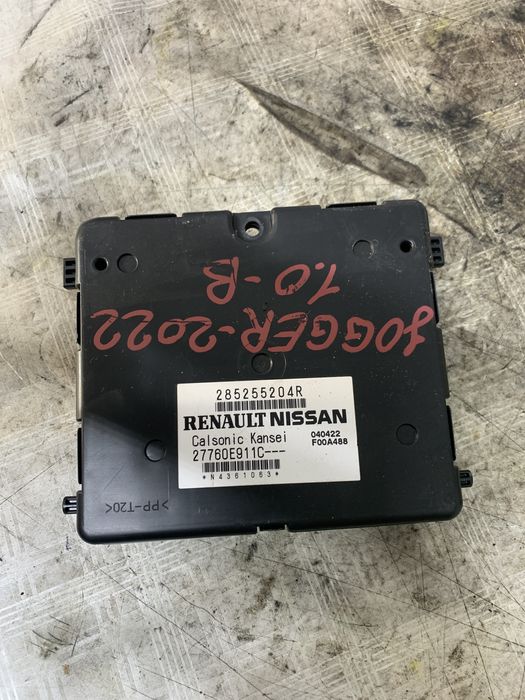 JOGGER-2022
1.0-B
285255204R
RENAULT NISSAN
Calsonic Kansei 040422
27760E911C--- F00A488
*N4361063*
>PP-T20<